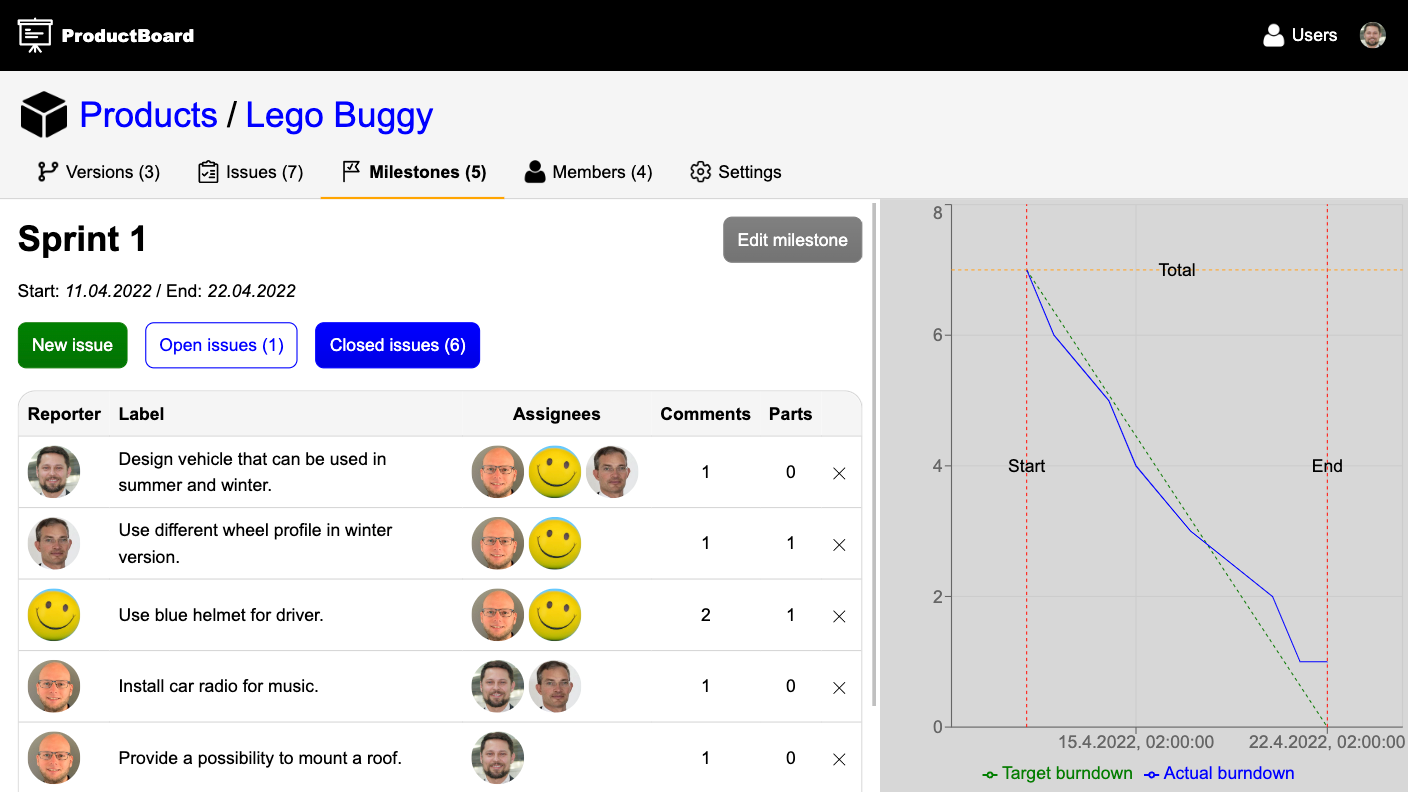 ProductBoard
Users
Products / Lego Buggy
Versions (3)
Issues (7)
Milestones (5)
Members (4)
Settings
Sprint 1
Edit milestone
Start: 11.04.2022 / End: 22.04.2022
New issue
Open issues (1)
Closed issues (6)
Reporter Label Assignees Comments Parts
Design vehicle that can be used in
summer and winter.
1 0
Use different wheel profile in winter
version.
1 1
Use blue helmet for driver. 2 1
Install car radio for music. 1 0
Provide a possibility to mount a roof. 1 0
8
Total
6
4
Start
End
2
0
15.4.2022, 02:00:00
22.4.2022, 02:00:00
Target burndown
Actual burndown